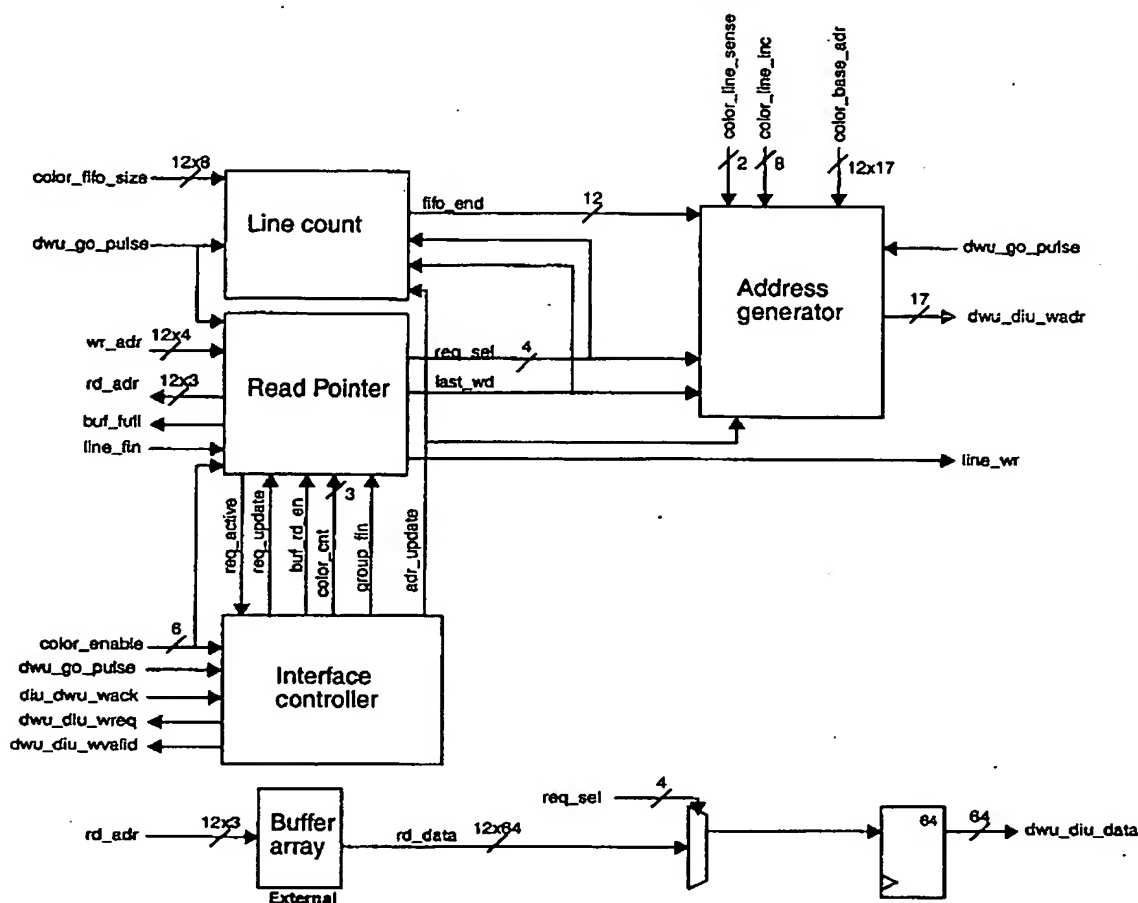 color_line_sense
color_line_inc
color_base_adr
2
8
12x17
color_fifo_size
12x8
Line count
fifo_end
12
dwu_go_pulse
dwu_go_pulse
Address
generator
17
dwu_diu_wadr
wr_adr
12x4
Read Pointer
req_sel
4
rd_adr
12x3
last_wd
buf_full
line_fin
line_wr
req_active
req_update
buf_rd_en
color_cnt
3
group_fin
adr_update
color_enable
6
dwu_go_pulse
Interface
controller
diu_dwu_wack
dwu_diu_wreq
dwu_diu_wvalid
req_sel
4
rd_adr
12x3
Buffer
array
External
rd_data
12x64
64
64
dwu_diu_data